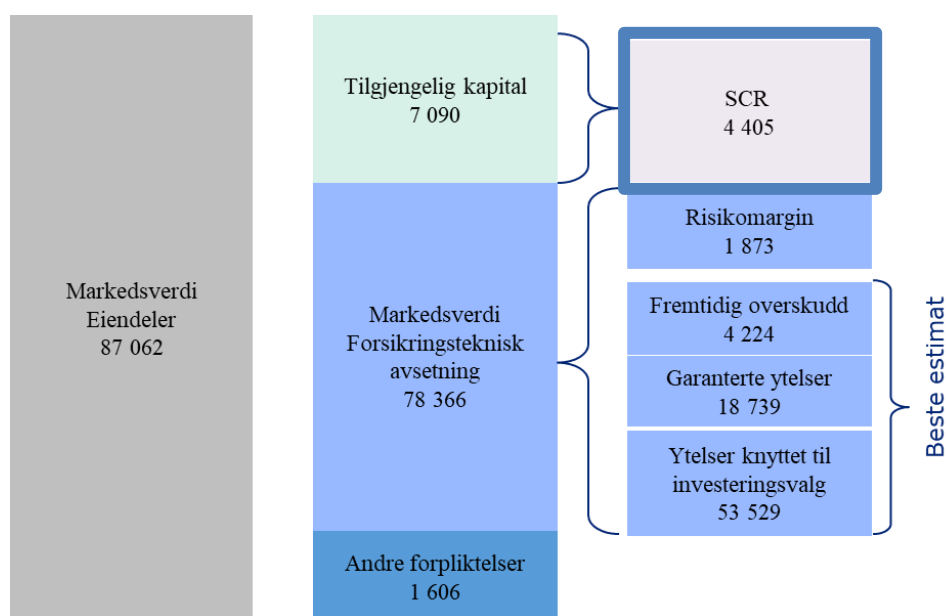 Markedsverdi
Eiendeler
87 062
Tilgjengelig kapital
7 090
Markedsverdi
Forsikringsteknisk
avsetning
78 366
Andre forpliktelser
1 606
SCR
4 405
Risikomargin
1 873
Fremtidig overskudd
4 224
Garanterte ytelser
18 739
Ytelser knyttet til
investeringsvalg
53 529
Beste estimat